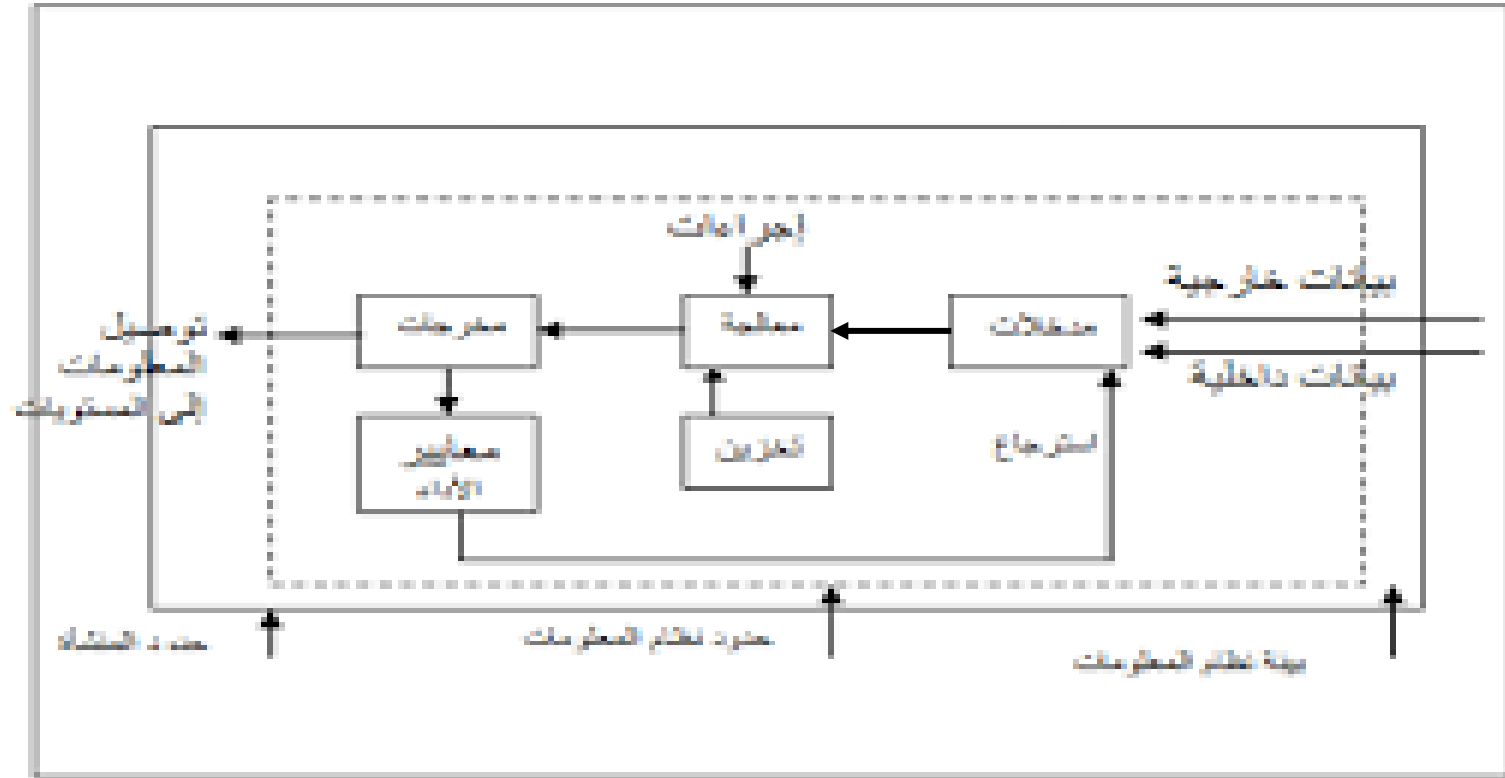 إجراءات
بيانات خارجية
مدخلات
معالجة
مخرجات
توصيل
المعلومات
إلى المستويات
بيانات داخلية
استرجاع
تخزين
معايير
الأداء
حدود المنشأة
حدود نظام المعلومات
بيئة نظام المعلومات